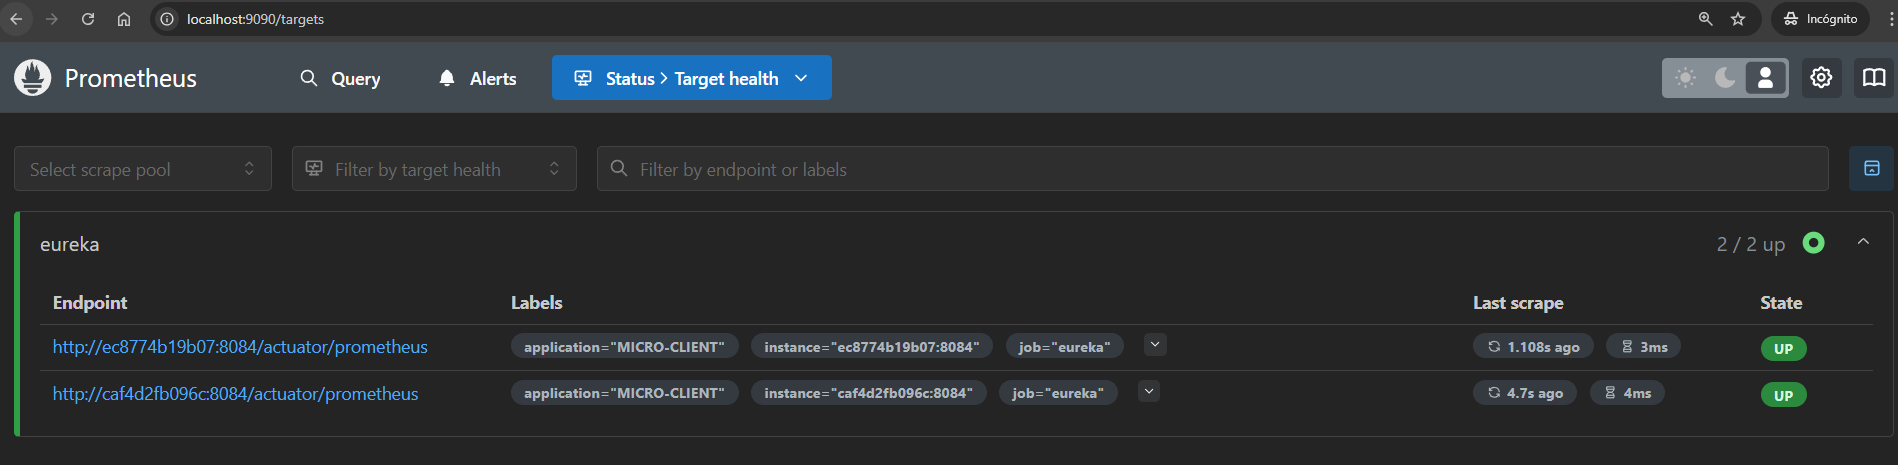 localhost:9090/targets
Incógnito
Prometheus Query Alerts Status > Target health
Select scrape pool Filter by target health Filter by endpoint or labels
eureka 2 / 2 up
Endpoint Labels Last scrape State
http://ec8774b19b07:8084/actuator/prometheus application="MICRO-CLIENT" instance="ec8774b19b07:8084" job="eureka" 1.108s ago 3ms UP
http://caf4d2fb096c:8084/actuator/prometheus application="MICRO-CLIENT" instance="caf4d2fb096c:8084" job="eureka" 4.7s ago 4ms UP